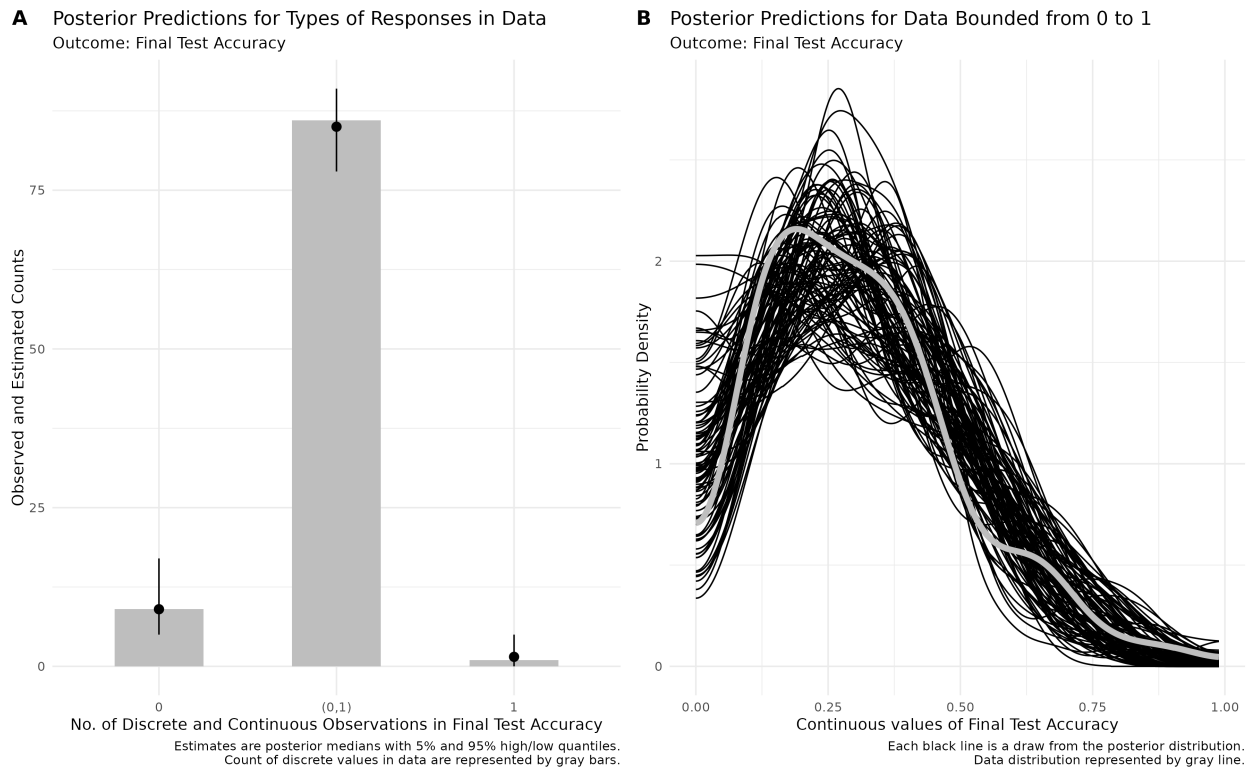 A Posterior Predictions for Types of Responses in Data
Outcome: Final Test Accuracy
75
50
25
0
Observed and Estimated Counts
0 (0,1) 1
No. of Discrete and Continuous Observations in Final Test Accuracy
Estimates are posterior medians with 5% and 95% high/low quantiles.
Count of discrete values in data are represented by gray bars.
B Posterior Predictions for Data Bounded from 0 to 1
Outcome: Final Test Accuracy
2
1
0
Probability Density
0.00 0.25 0.50 0.75 1.00
Continuous values of Final Test Accuracy
Each black line is a draw from the posterior distribution.
Data distribution represented by gray line.